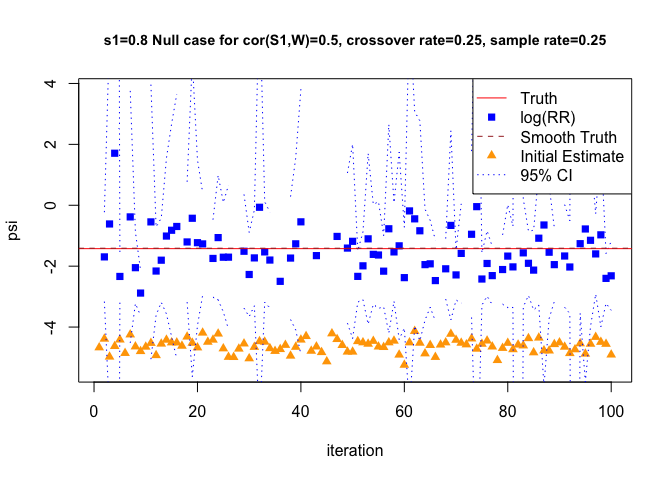 s1=0.8 Null case for cor(S1,W)=0.5, crossover rate=0.25, sample rate=0.25
psi
4
2
0
-2
-4
Truth
log(RR)
Smooth Truth
Initial Estimate
95% CI
0 20 40 60 80 100
iteration